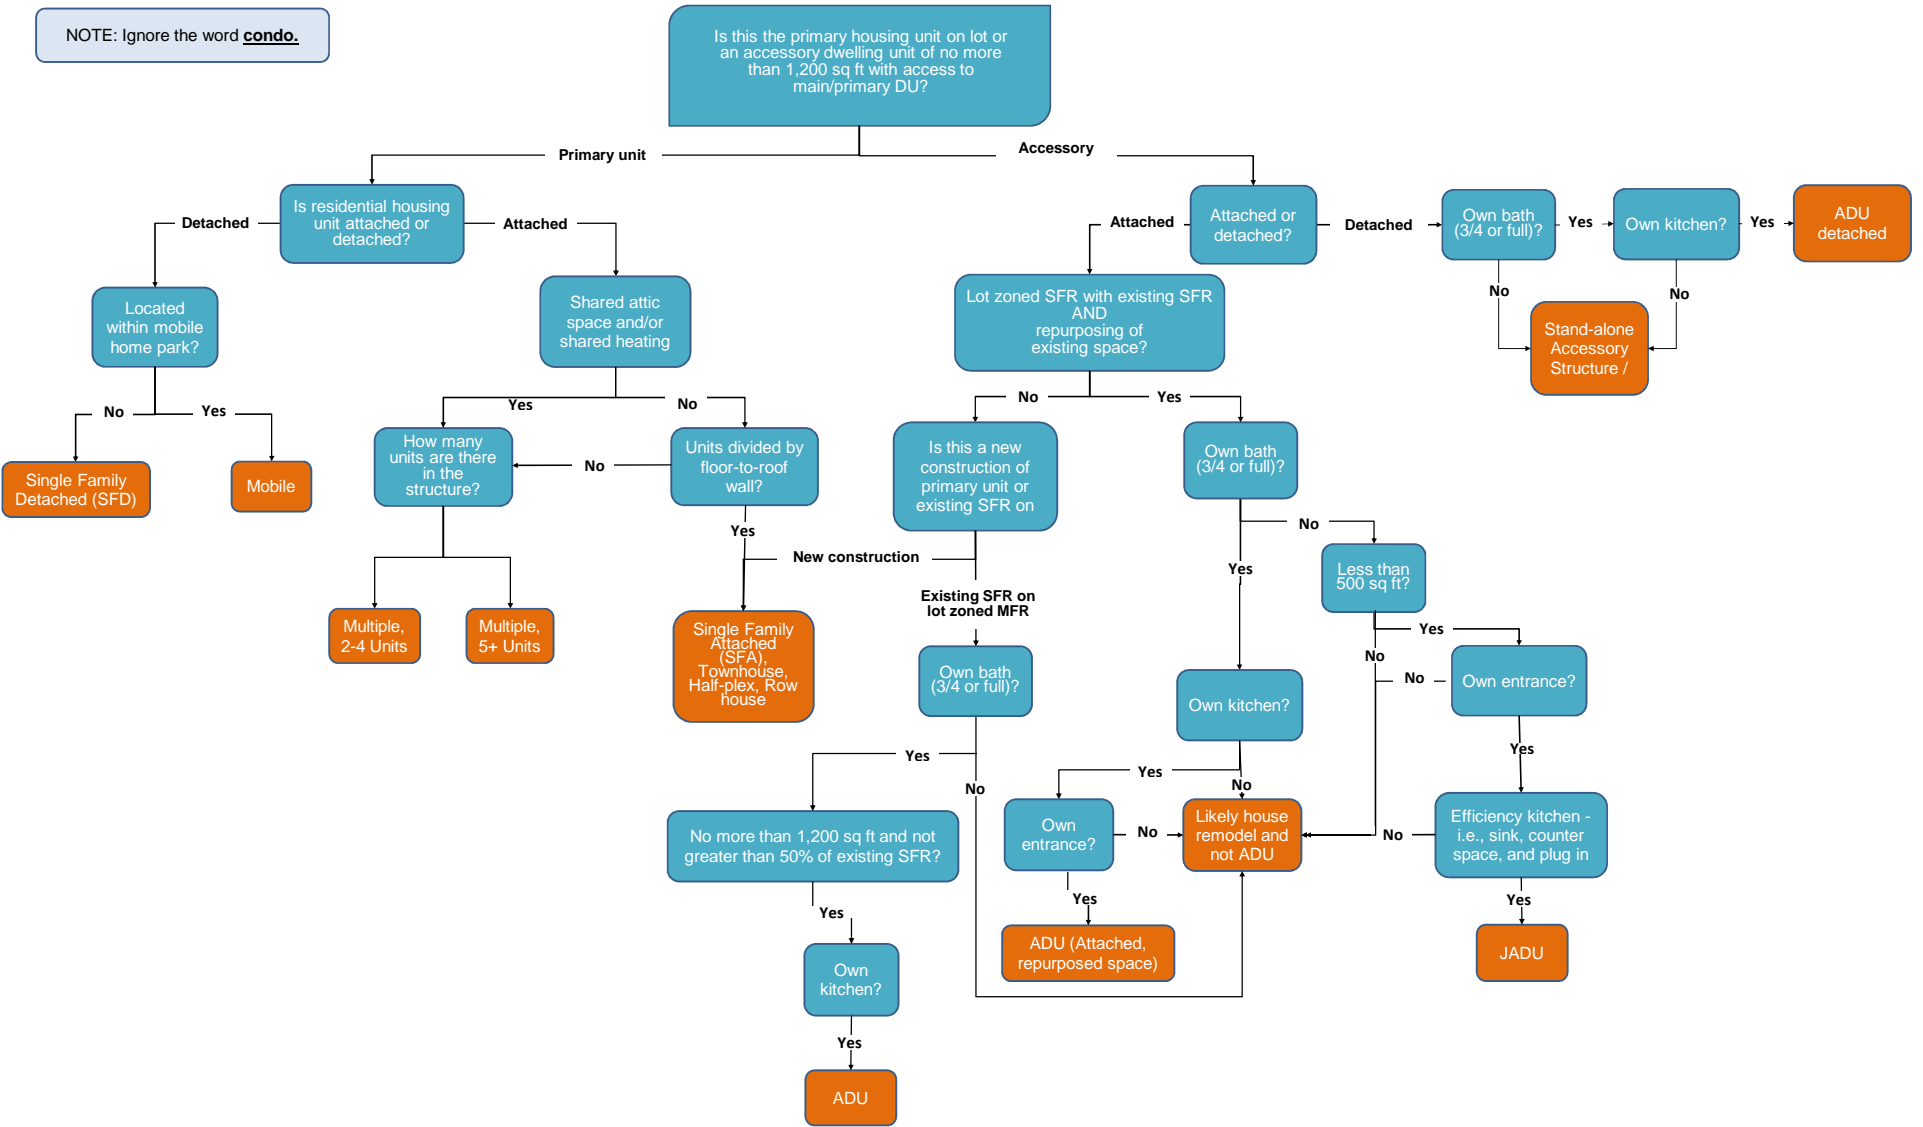 NOTE: Ignore the word condo.
Is this the primary housing unit on lot or
an accessory dwelling unit of no more
than 1,200 sq ft with access to
main/primary DU?
Primary unit
Accessory
Is residential housing
unit attached or
detached?
Detached
Attached
Attached or
detached?
Attached
Detached
Own bath
(3/4 or full)?
Yes
Own kitchen?
Yes
ADU
detached
No
No
Stand-alone
Accessory
Structure /
Located
within mobile
home park?
Shared attic
space and/or
shared heating
Lot zoned SFR with existing SFR
AND
repurposing of
existing space?
No
Yes
Yes
No
No
Yes
Single Family
Detached (SFD)
Mobile
How many
units are there
in the
structure?
No
Units divided by
floor-to-roof
wall?
Is this a new
construction of
primary unit or
existing SFR on
Own bath
(3/4 or full)?
Yes
No
New construction
Yes
Less than
500 sq ft?
Existing SFR on
lot zoned MFR
Multiple,
2-4 Units
Multiple,
5+ Units
Single Family
Attached
(SFA),
Townhouse,
Half-plex, Row
house
Own bath
(3/4 or full)?
Own kitchen?
Yes
No
No
Own entrance?
Yes
No
Yes
No
Yes
No more than 1,200 sq ft and not
greater than 50% of existing SFR?
Own
entrance?
No
Likely house
remodel and
not ADU
No
Efficiency kitchen -
i.e., sink, counter
space, and plug in
Yes
Yes
Yes
Own
kitchen?
ADU (Attached,
repurposed space)
JADU
Yes
ADU